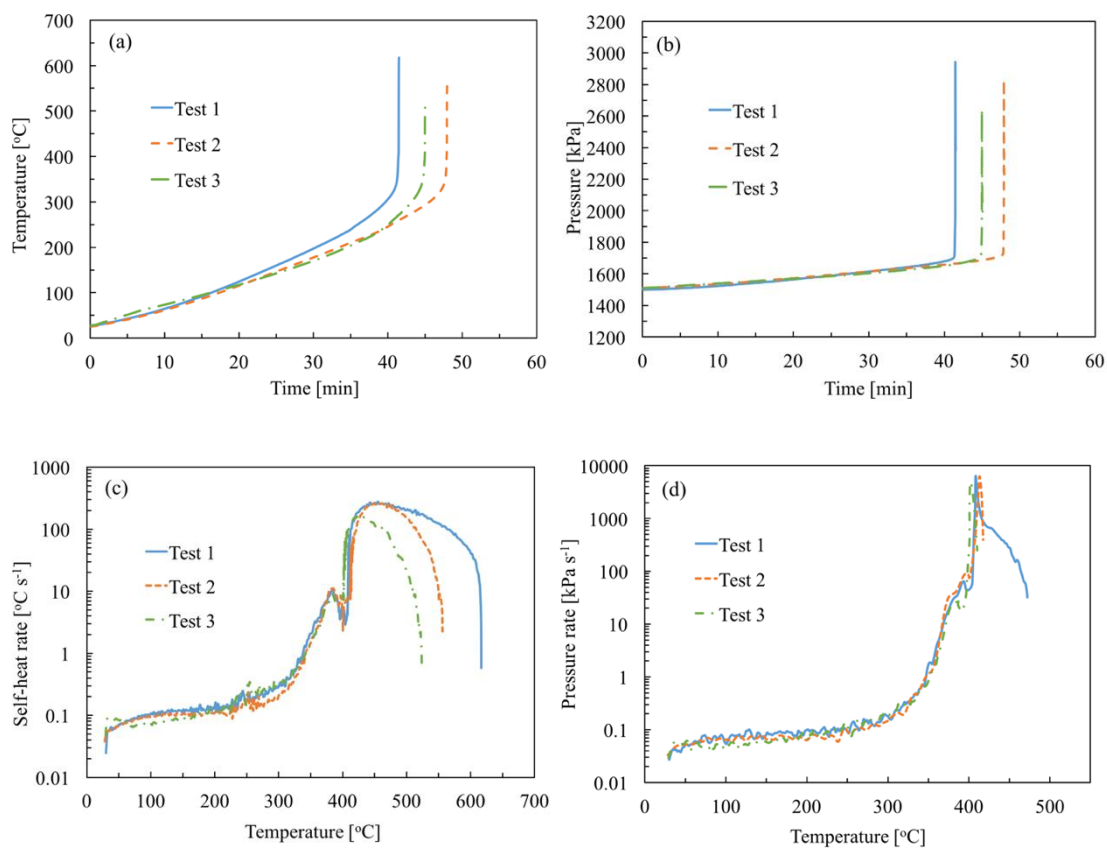 (a)
Temperature [°C]
700
600
500
400
300
200
100
0
Test 1
Test 2
Test 3
0 10 20 30 40 50 60
Time [min]
(b)
Pressure [kPa]
3200
3000
2800
2600
2400
2200
2000
1800
1600
1400
1200
Test 1
Test 2
Test 3
0 10 20 30 40 50 60
Time [min]
(c)
Self-heat rate [°C s⁻¹]
1000
100
10
1
0.1
0.01
Test 1
Test 2
Test 3
0 100 200 300 400 500 600 700
Temperature [°C]
(d)
Pressure rate [kPa s⁻¹]
10000
1000
100
10
1
0.1
0.01
Test 1
Test 2
Test 3
0 100 200 300 400 500
Temperature [°C]